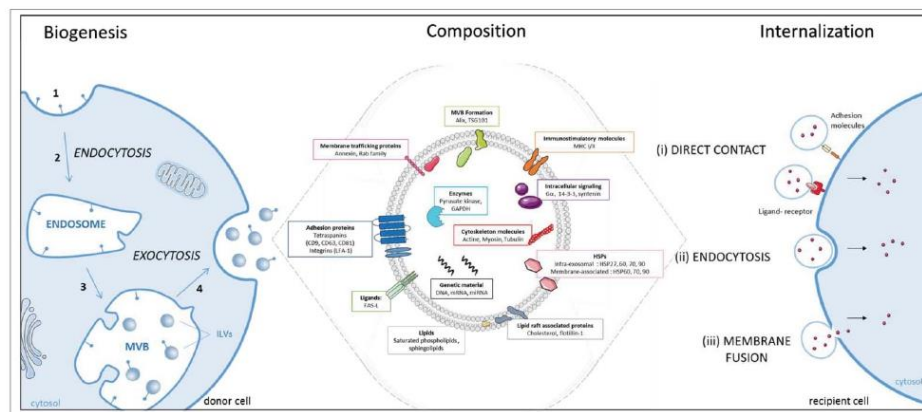 Biogenesis
Composition
Internalization
1
2
ENDOCYTOSIS
ENDOSOME
EXOCYTOSIS
3
4
MVB
ILVs
cytosol
donor cell
MVB Formation
Alix, TSG101
Membrane trafficking proteins
Annexin, Rab family
Immunostimulatory molecules
MHC I/II
Enzymes
Pyruvate kinase,
GAPDH
Intracellular signaling
14-3-3, syntenin
Adhesion proteins
Tetraspanins
(CD9, CD63, CD81)
Integrins (LFA-1)
Cytoskeleton molecules
Actine, Myosin, Tubulin
HSPs
Intra-exosomal : HSP27, 60, 70, 90
Membrane-associated : HSP60, 70, 90
Genetic material
DNA, mRNA, miRNA
Ligands
FAS-L
Lipids
Saturated phospholipids,
sphingolipids
Lipid raft associated proteins
Cholesterol, flotillin-1
Adhesion
molecules
(i) DIRECT CONTACT
Ligand- receptor
(ii) ENDOCYTOSIS
(iii) MEMBRANE
FUSION
cytosol
recipient cell